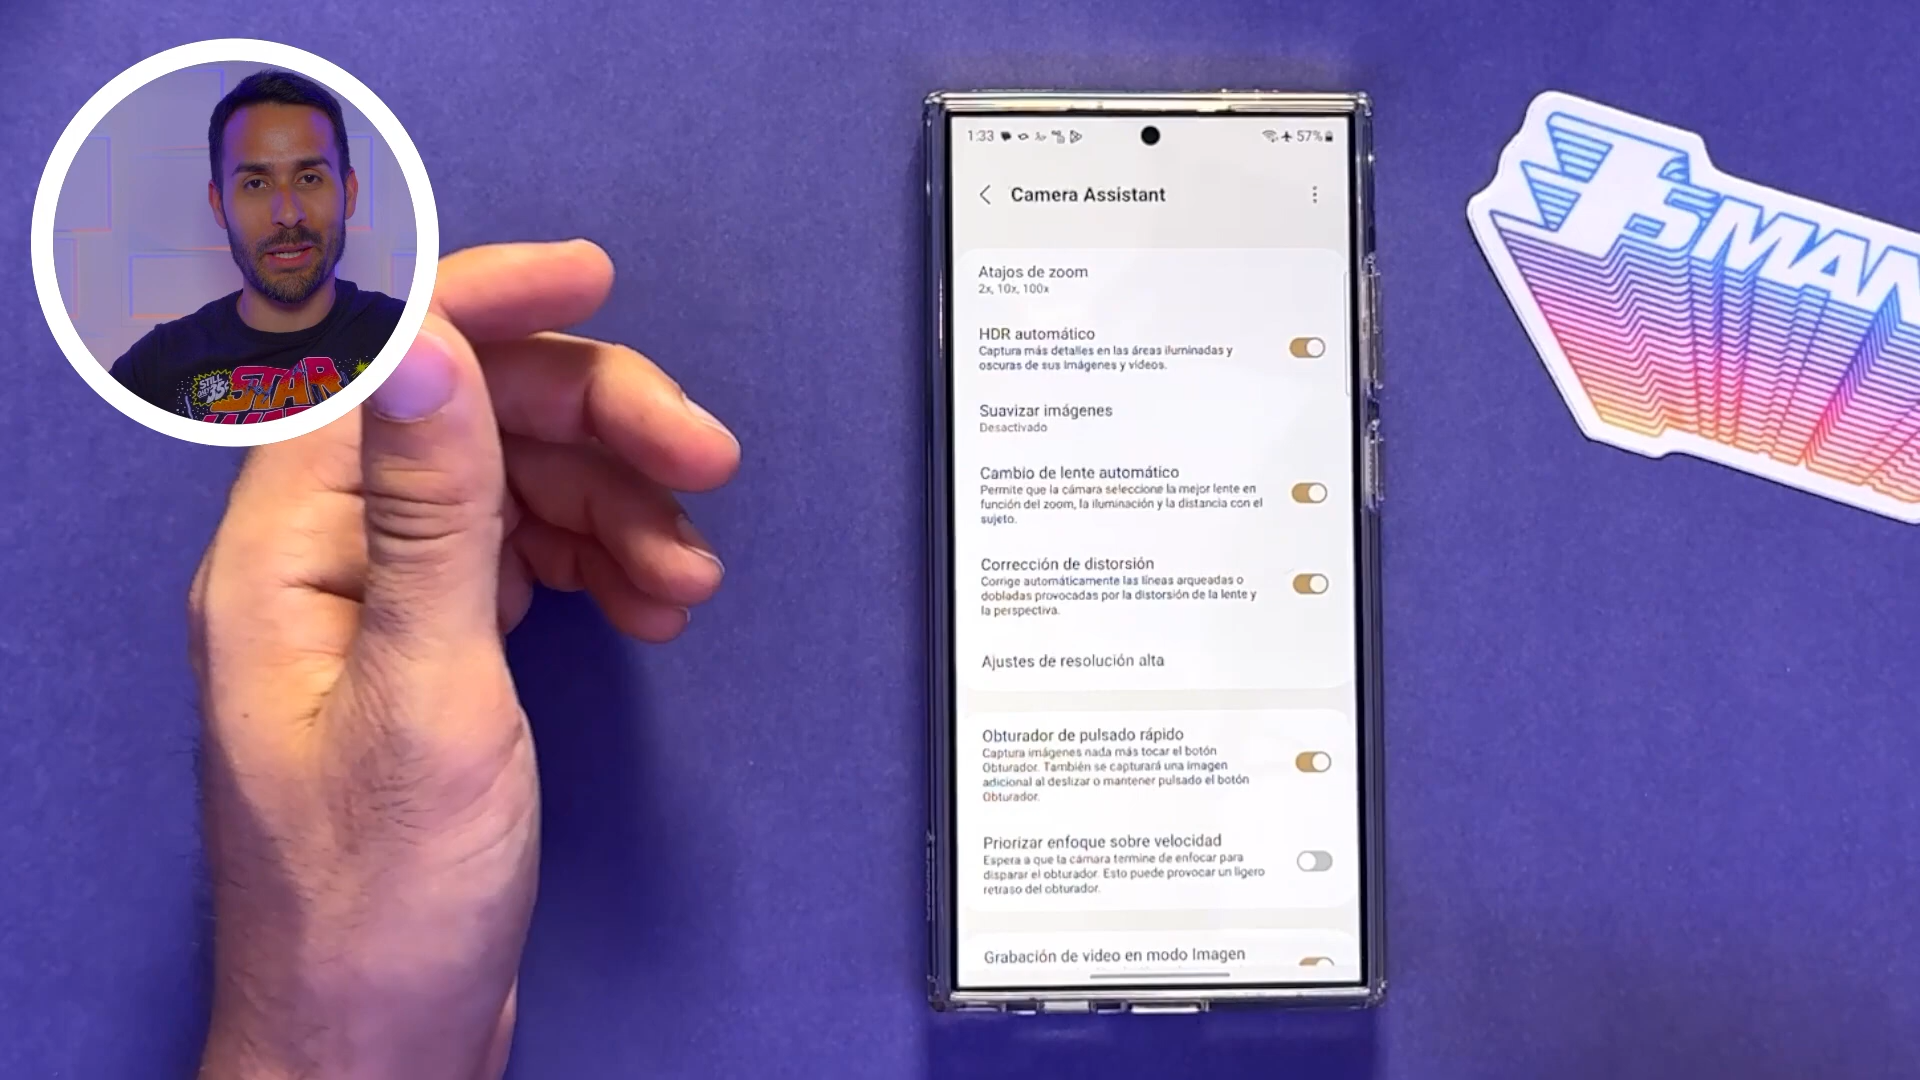 STILL
ONLY
35¢
STAR
1:33
57%
Camera Assistant
Atajos de zoom
2x, 10x, 100x
HDR automático
Captura más detalles en las áreas iluminadas y
oscuras de sus imágenes y videos.
Suavizar imágenes
Desactivado
Cambio de lente automático
Permite que la cámara seleccione la mejor lente en
función del zoom, la iluminación y la distancia con el
sujeto.
Corrección de distorsión
Corrige automáticamente las líneas arqueadas o
dobladas provocadas por la distorsión de la lente y
la perspectiva.
Ajustes de resolución alta
Obturador de pulsado rápido
Captura imágenes nada más tocar el botón
Obturador. También se capturará una imagen
adicional al deslizar o mantener pulsado el botón
Obturador.
Priorizar enfoque sobre velocidad
Espera a que la cámara termine de enfocar para
disparar el obturador. Esto puede provocar un ligero
retraso del obturador.
Grabación de video en modo Imagen
TSMAN